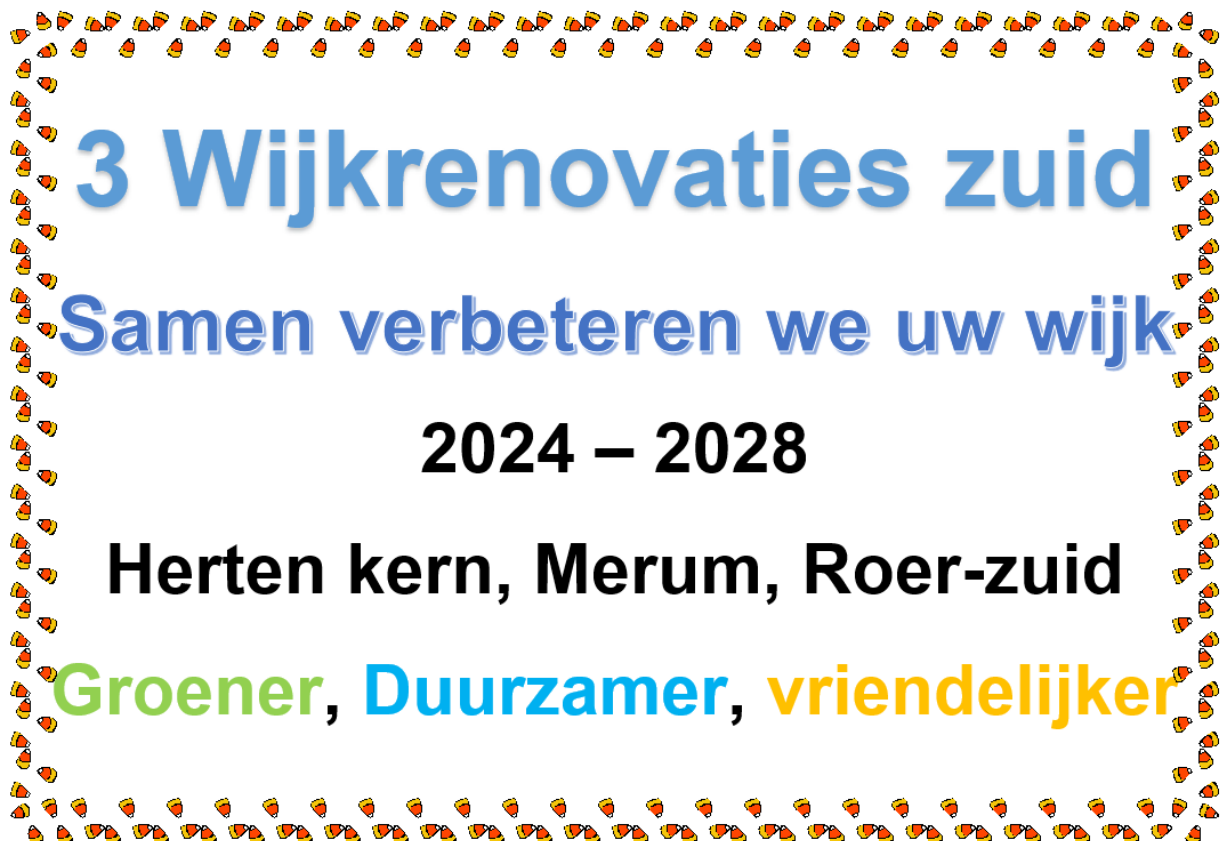 3 Wijkrenovaties zuid
Samen verbeteren we uw wijk
2024 – 2028
Herten kern, Merum, Roer-zuid
Groener, Duurzamer, vriendelijker